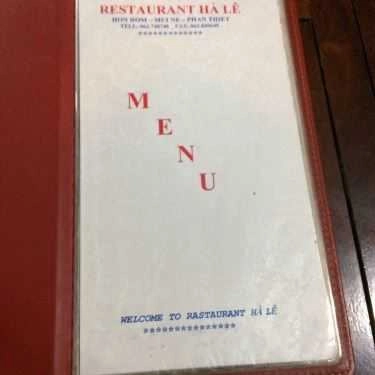 RESTAURANT HÀ LÊ
HON ROM - MUI NE - PHAN THIET
*************
M
E
N
U
WELCOME TO RASTAURANT HÀ LÊ
***************